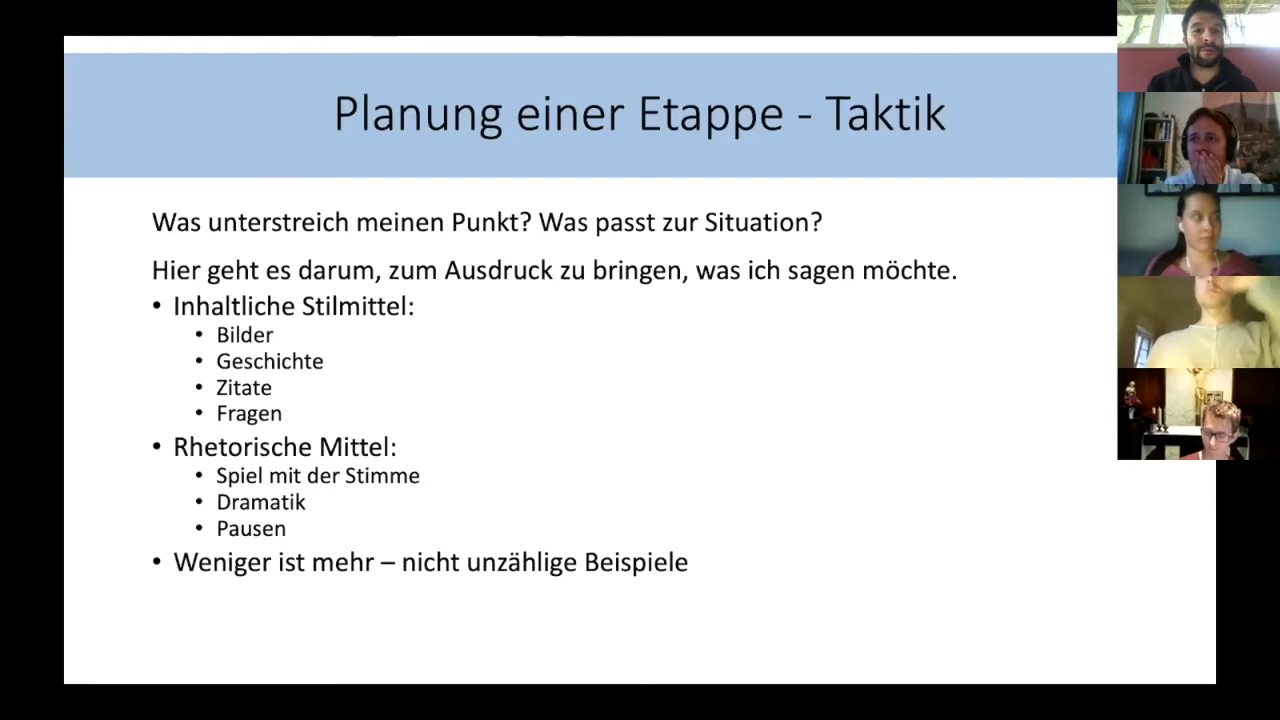 Planung einer Etappe - Taktik
Was unterstreich meinen Punkt? Was passt zur Situation?
Hier geht es darum, zum Ausdruck zu bringen, was ich sagen möchte.
• Inhaltliche Stilmittel:
• Bilder
• Geschichte
• Zitate
• Fragen
• Rhetorische Mittel:
• Spiel mit der Stimme
• Dramatik
• Pausen
• Weniger ist mehr – nicht unzählige Beispiele